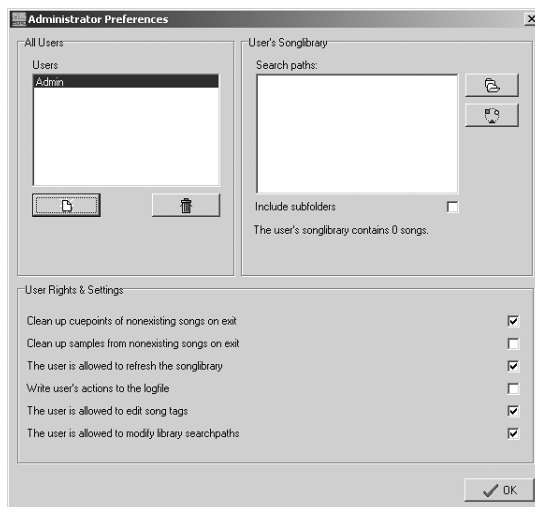 Administrator Preferences
All Users
Users
Admin
User's Songlibrary
Search paths:
Include subfolders
The user's songlibrary contains 0 songs.
User Rights & Settings
Clean up cuepoints of nonexisting songs on exit
Clean up samples from nonexisting songs on exit
The user is allowed to refresh the songlibrary
Write user's actions to the logfile
The user is allowed to edit song tags
The user is allowed to modify library searchpaths
OK